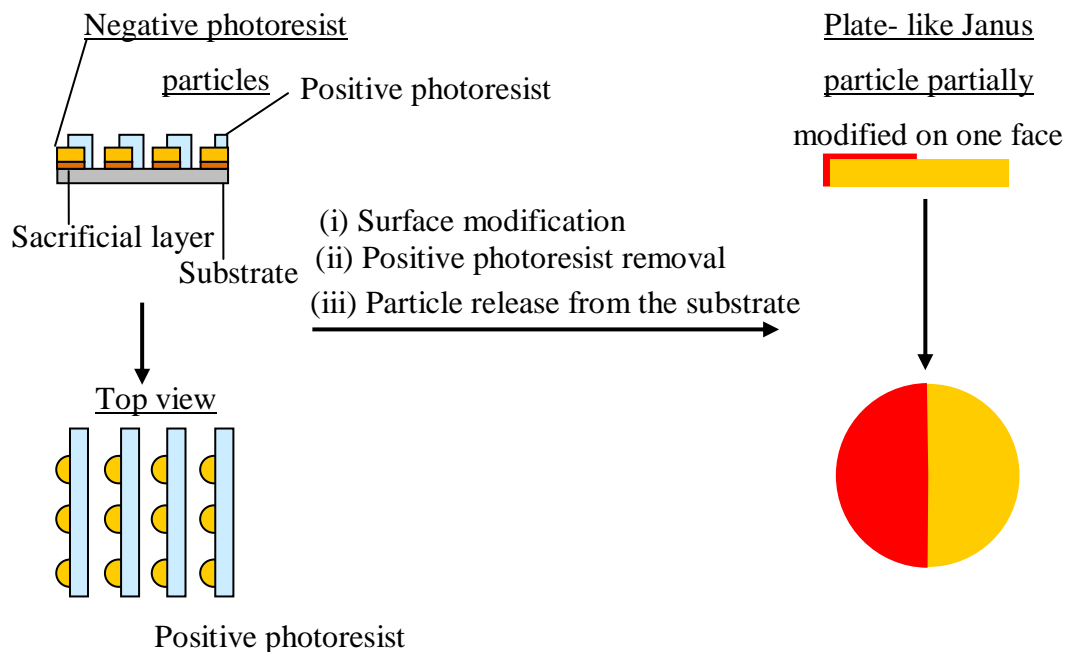 Negative photoresist
particles
Positive photoresist
Sacrificial layer
Substrate
(i) Surface modification
(ii) Positive photoresist removal
(iii) Particle release from the substrate
Plate- like Janus
particle partially
modified on one face
Top view
Positive photoresist